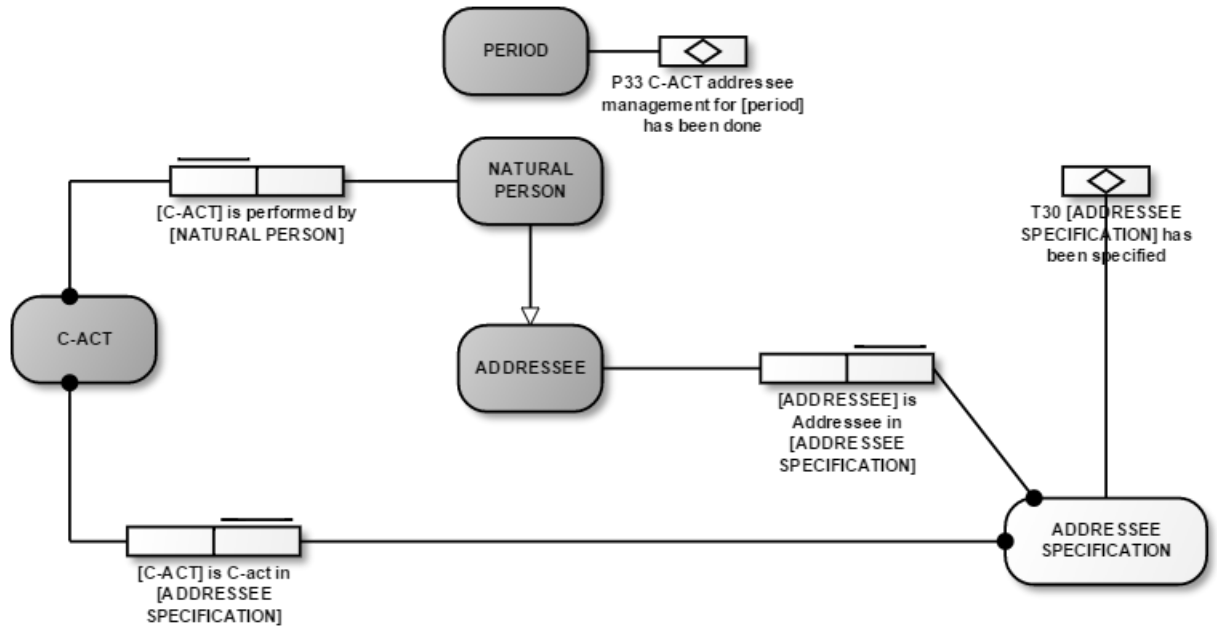 PERIOD
P33 C-ACT addressee
management for [period]
has been done
NATURAL
PERSON
[C-ACT] is performed by
[NATURAL PERSON]
T30 [ADDRESSEE
SPECIFICATION] has
been specified
C-ACT
ADDRESSEE
[ADDRESSEE] is
Addressee in
[ADDRESSEE
SPECIFICATION]
ADDRESSEE
SPECIFICATION
[C-ACT] is C-act in
[ADDRESSEE
SPECIFICATION]